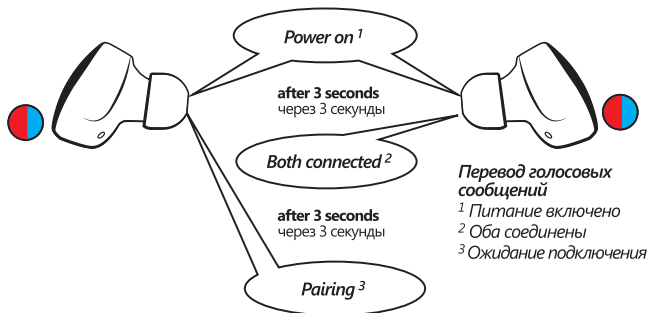 Power on 1
after 3 seconds
через 3 секунды
Both connected 2
after 3 seconds
через 3 секунды
Pairing 3
Перевод голосовых
сообщений
1 Питание включено
2 Оба соединены
3 Ожидание подключения